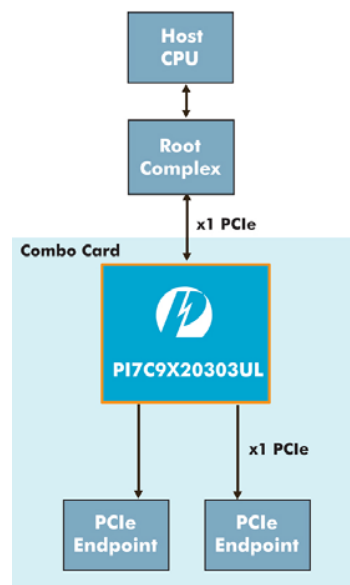 Host
CPU
Root
Complex
x1 PCIe
Combo Card
PI7C9X20303UL
x1 PCIe
PCIe
Endpoint
PCIe
Endpoint